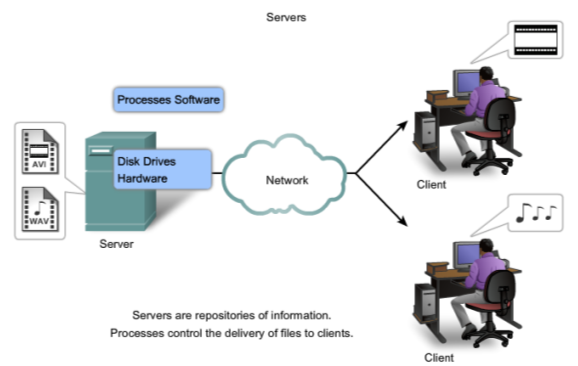 Servers
Processes Software
AVI
Disk Drives
Hardware
WAV
Network
Client
Server
Client
Servers are repositories of information.
Processes control the delivery of files to clients.